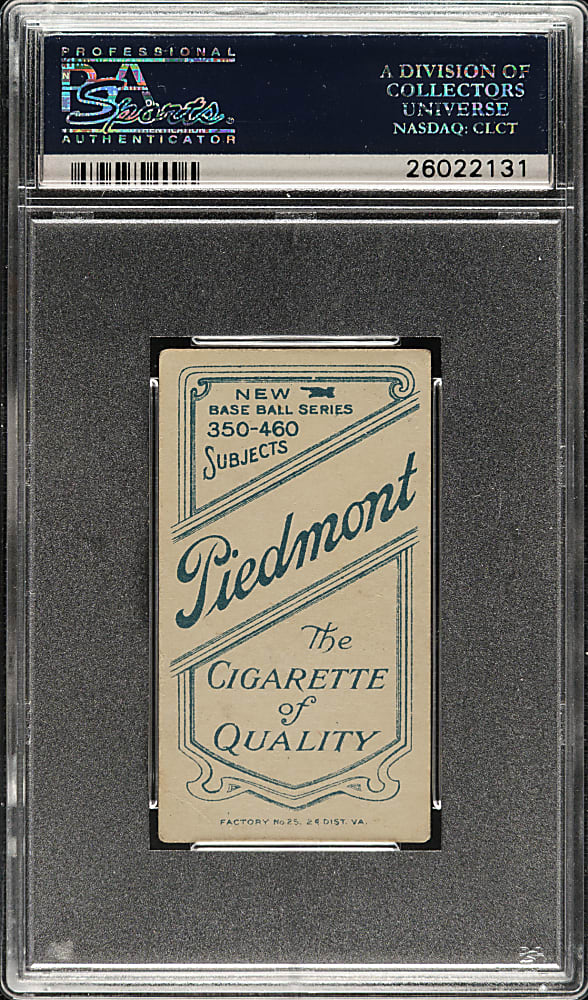 PROFESSIONAL
PSA
Sports
AUTHENTICATOR
A DIVISION OF
COLLECTORS
UNIVERSE
NASDAQ: CLCT
26022131
NEW
BASE BALL SERIES
350-460
SUBJECTS
Piedmont
The
CIGARETTE
of
QUALITY
FACTORY No 25, 2d DIST. VA.